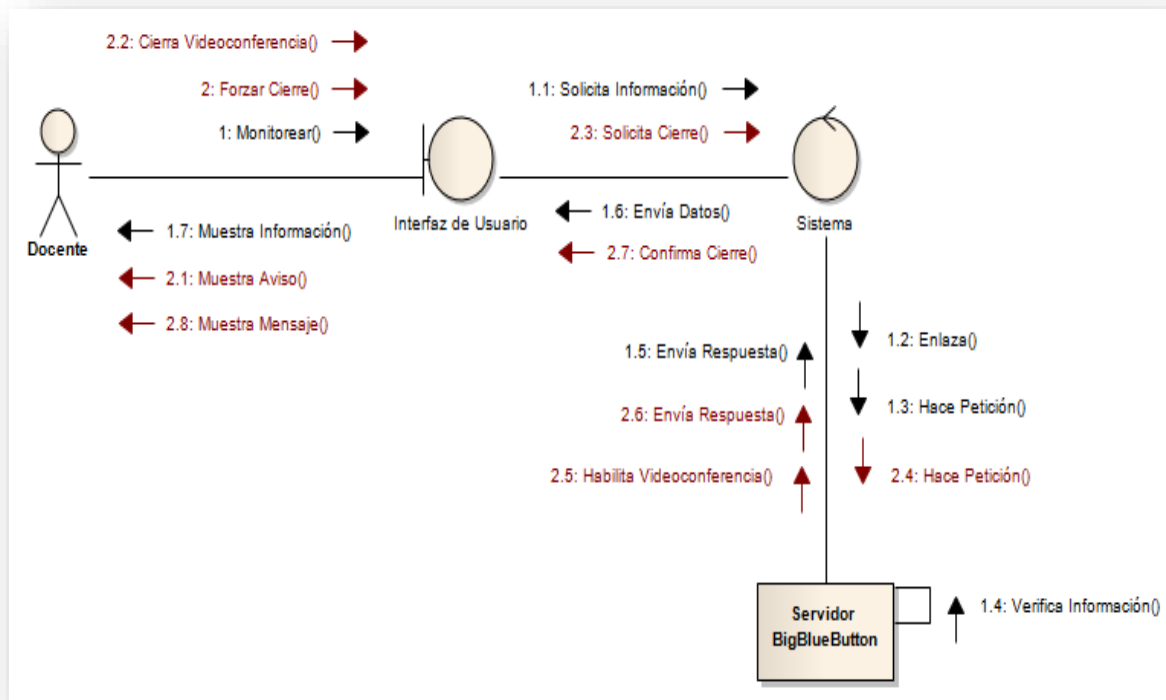 2.2: Cierra Videoconferencia()
2: Forzar Cierre()
1: Monitorear()
1.1: Solicita Información()
2.3: Solicita Cierre()
Docente
Interfaz de Usuario
Sistema
1.7: Muestra Información()
2.1: Muestra Aviso()
2.8: Muestra Mensaje()
1.6: Envía Datos()
2.7: Confirma Cierre()
1.5: Envía Respuesta()
2.6: Envía Respuesta()
2.5: Habilita Videoconferencia()
1.2: Enlaza()
1.3: Hace Petición()
2.4: Hace Petición()
Servidor
BigBlueButton
1.4: Verifica Información()